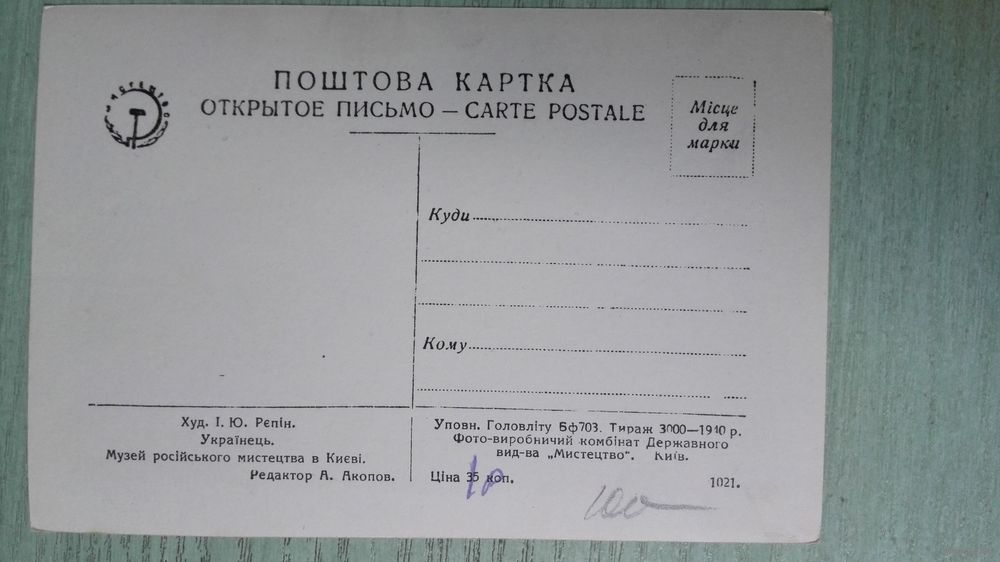 ПОШТОВА КАРТКА
ОТКРЫТОЕ ПИСЬМО — CARTE POSTALE
Місце
для
марки
Куди
Кому
Худ. І. Ю. Рєпін.
Українець.
Музей російського мистецтва в Києві.
Редактор А. Акопов.
Уповн. Головліту Бф703. Тираж 3000—1940 р.
Фото-виробничий комбінат Державного
вид-ва „Мистецтво“. Київ.
Ціна 35 коп.
1021.
100